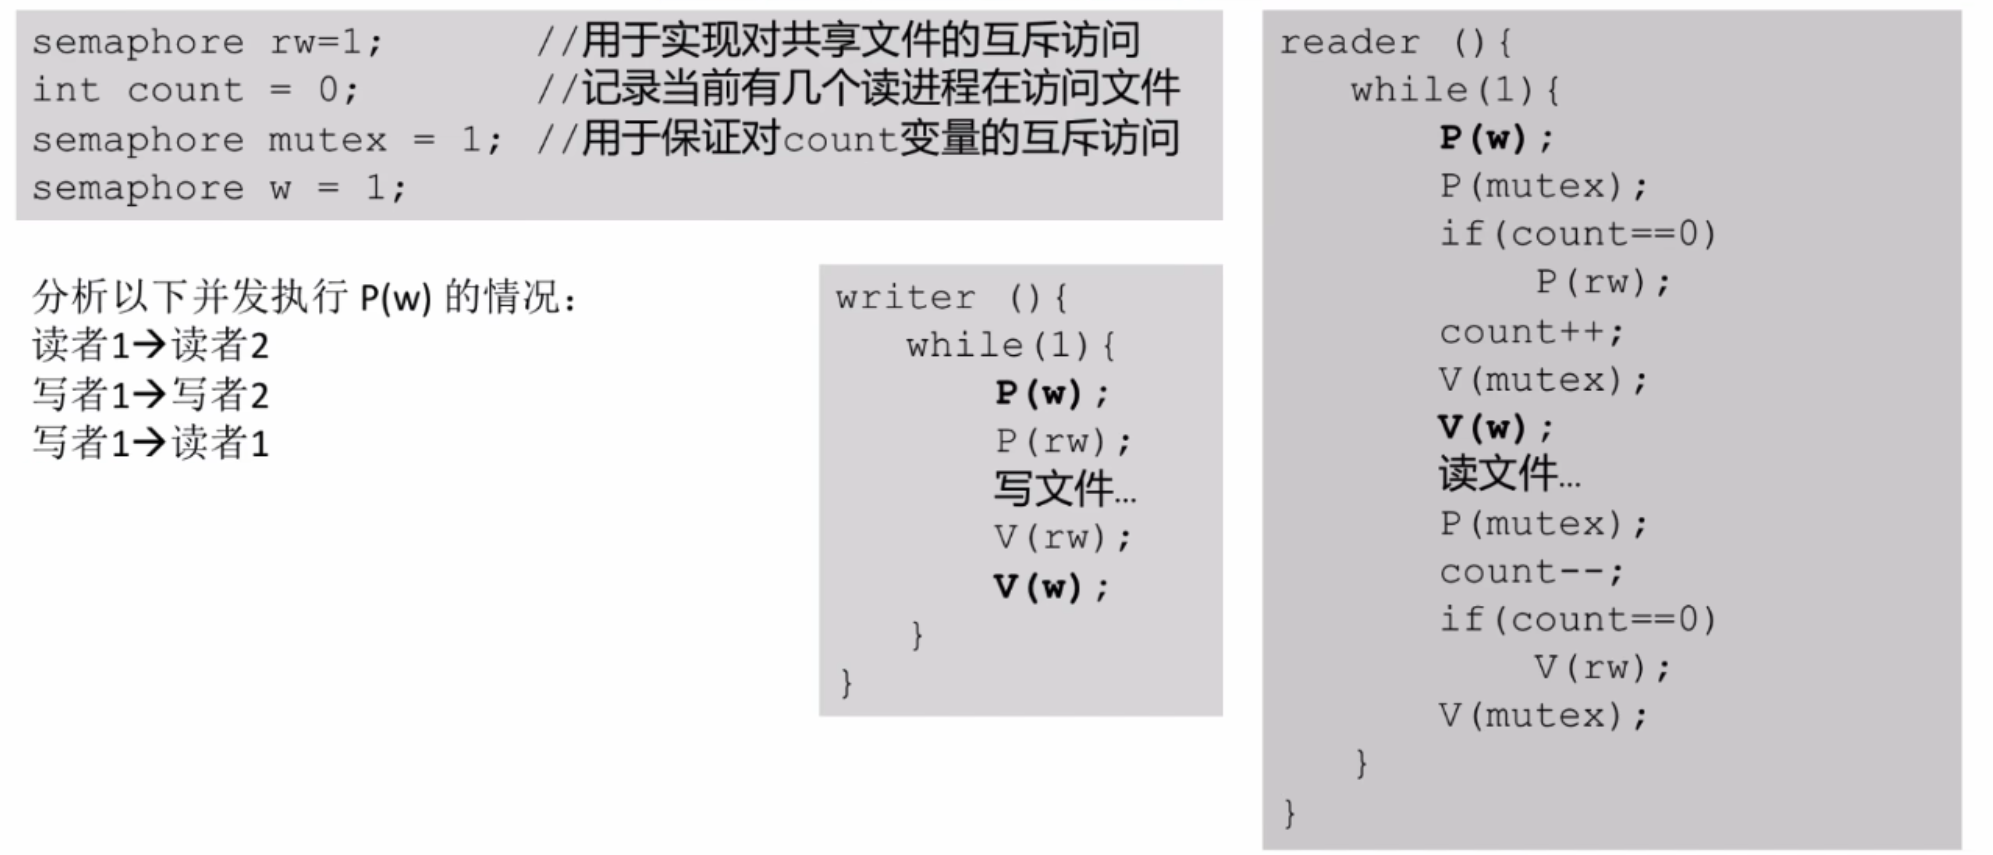 semaphore rw=1; //用于实现对共享文件的互斥访问
int count = 0; //记录当前有几个读进程在访问文件
semaphore mutex = 1; //用于保证对count变量的互斥访问
semaphore w = 1;
分析以下并发执行 P(w) 的情况：
读者1→读者2
写者1→写者2
写者1→读者1
writer (){
while(1){
P(w);
P(rw);
写文件…
V(rw);
V(w);
}
}
reader (){
while(1){
P(w);
P(mutex);
if(count==0)
P(rw);
count++;
V(mutex);
V(w);
读文件…
P(mutex);
count--;
if(count==0)
V(rw);
V(mutex);
}
}